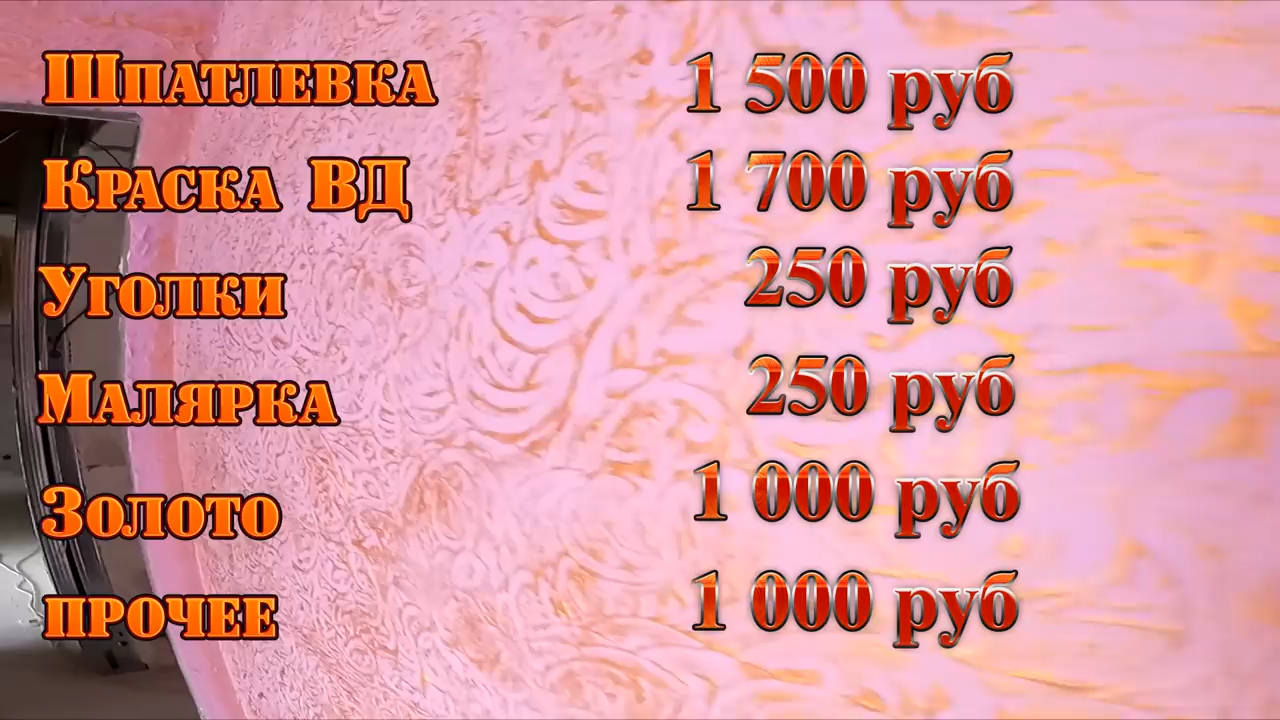 Шпатлевка 1 500 руб
Краска ВД 1 700 руб
Уголки 250 руб
Малярка 250 руб
Золото 1 000 руб
прочее 1 000 руб